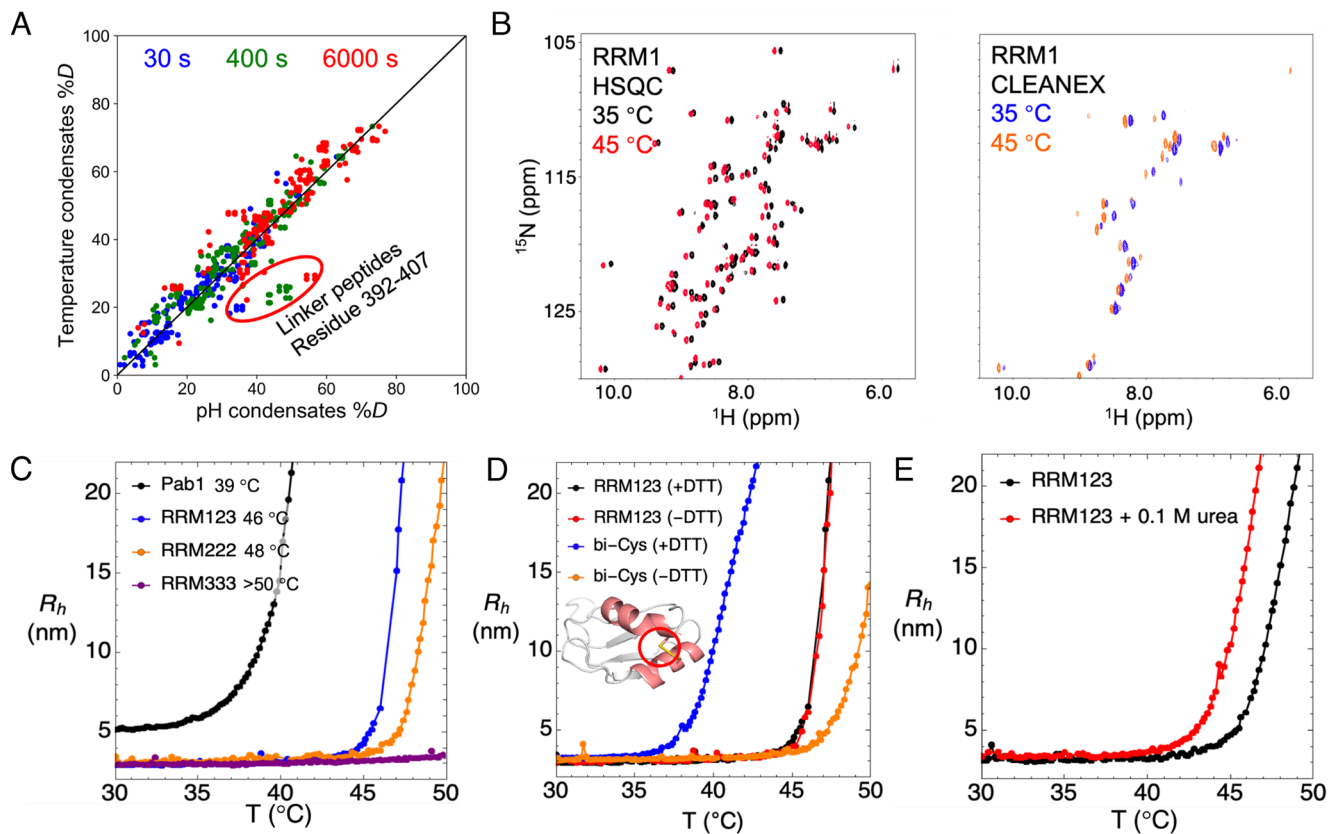 A
30 s 400 s 6000 s
Temperature condensates %D
100
80
60
40
20
0
Linker peptides
Residue 392-407
0 20 40 60 80 100
pH condensates %D
B
RRM1
HSQC
35 °C
45 °C
105
115
125
15N (ppm)
10.0 8.0 6.0
1H (ppm)
RRM1
CLEANEX
35 °C
45 °C
10.0 8.0 6.0
1H (ppm)
C
Pab1 39 °C
RRM123 46 °C
RRM222 48 °C
RRM333 >50 °C
20
15
10
5
Rh
(nm)
30 35 40 45 50
T (°C)
D
RRM123 (+DTT)
RRM123 (−DTT)
bi−Cys (+DTT)
bi−Cys (−DTT)
20
15
10
5
Rh
(nm)
30 35 40 45 50
T (°C)
E
RRM123
RRM123 + 0.1 M urea
20
15
10
5
Rh
(nm)
30 35 40 45 50
T (°C)